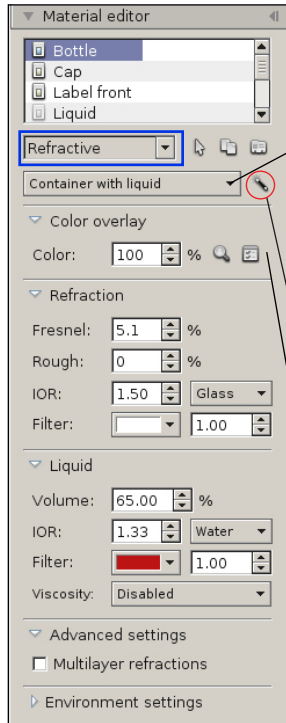 Material editor
Bottle
Cap
Label front
Liquid
Refractive
Container with liquid
Color overlay
Color: 100 %
Refraction
Fresnel: 5.1 %
Rough: 0 %
IOR: 1.50 Glass
Filter: 1.00
Liquid
Volume: 65.00 %
IOR: 1.33 Water
Filter: 1.00
Viscosity: Disabled
Advanced settings
Multilayer refractions
Environment settings